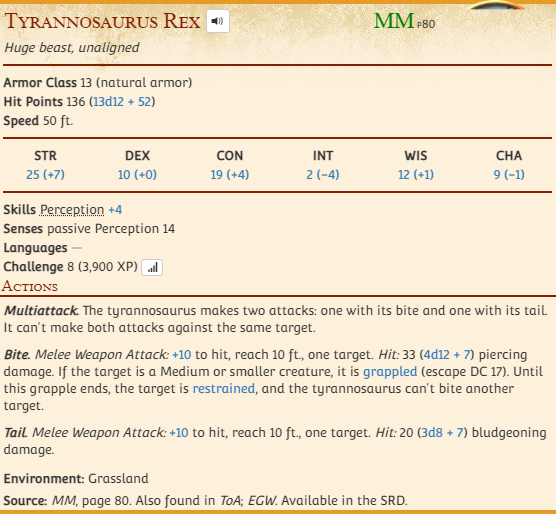 Tyrannosaurus Rex MM p80
Huge beast, unaligned
Armor Class 13 (natural armor)
Hit Points 136 (13d12 + 52)
Speed 50 ft.
STR DEX CON INT WIS CHA
25 (+7) 10 (+0) 19 (+4) 2 (−4) 12 (+1) 9 (−1)
Skills Perception +4
Senses passive Perception 14
Languages —
Challenge 8 (3,900 XP)
Actions
Multiattack. The tyrannosaurus makes two attacks: one with its bite and one with its tail.
It can't make both attacks against the same target.
Bite. Melee Weapon Attack: +10 to hit, reach 10 ft., one target. Hit: 33 (4d12 + 7) piercing
damage. If the target is a Medium or smaller creature, it is grappled (escape DC 17). Until
this grapple ends, the target is restrained, and the tyrannosaurus can't bite another
target.
Tail. Melee Weapon Attack: +10 to hit, reach 10 ft., one target. Hit: 20 (3d8 + 7) bludgeoning
damage.
Environment: Grassland
Source: MM, page 80. Also found in ToA; EGW. Available in the SRD.